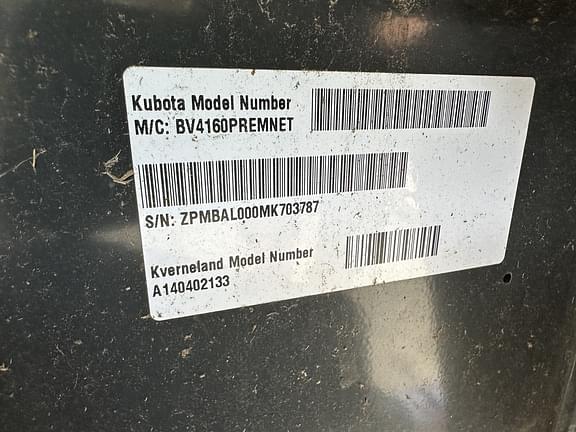 Kubota Model Number
M/C: BV4160PREMNET
S/N: ZPMBAL000MK703787
Kverneland Model Number
A140402133